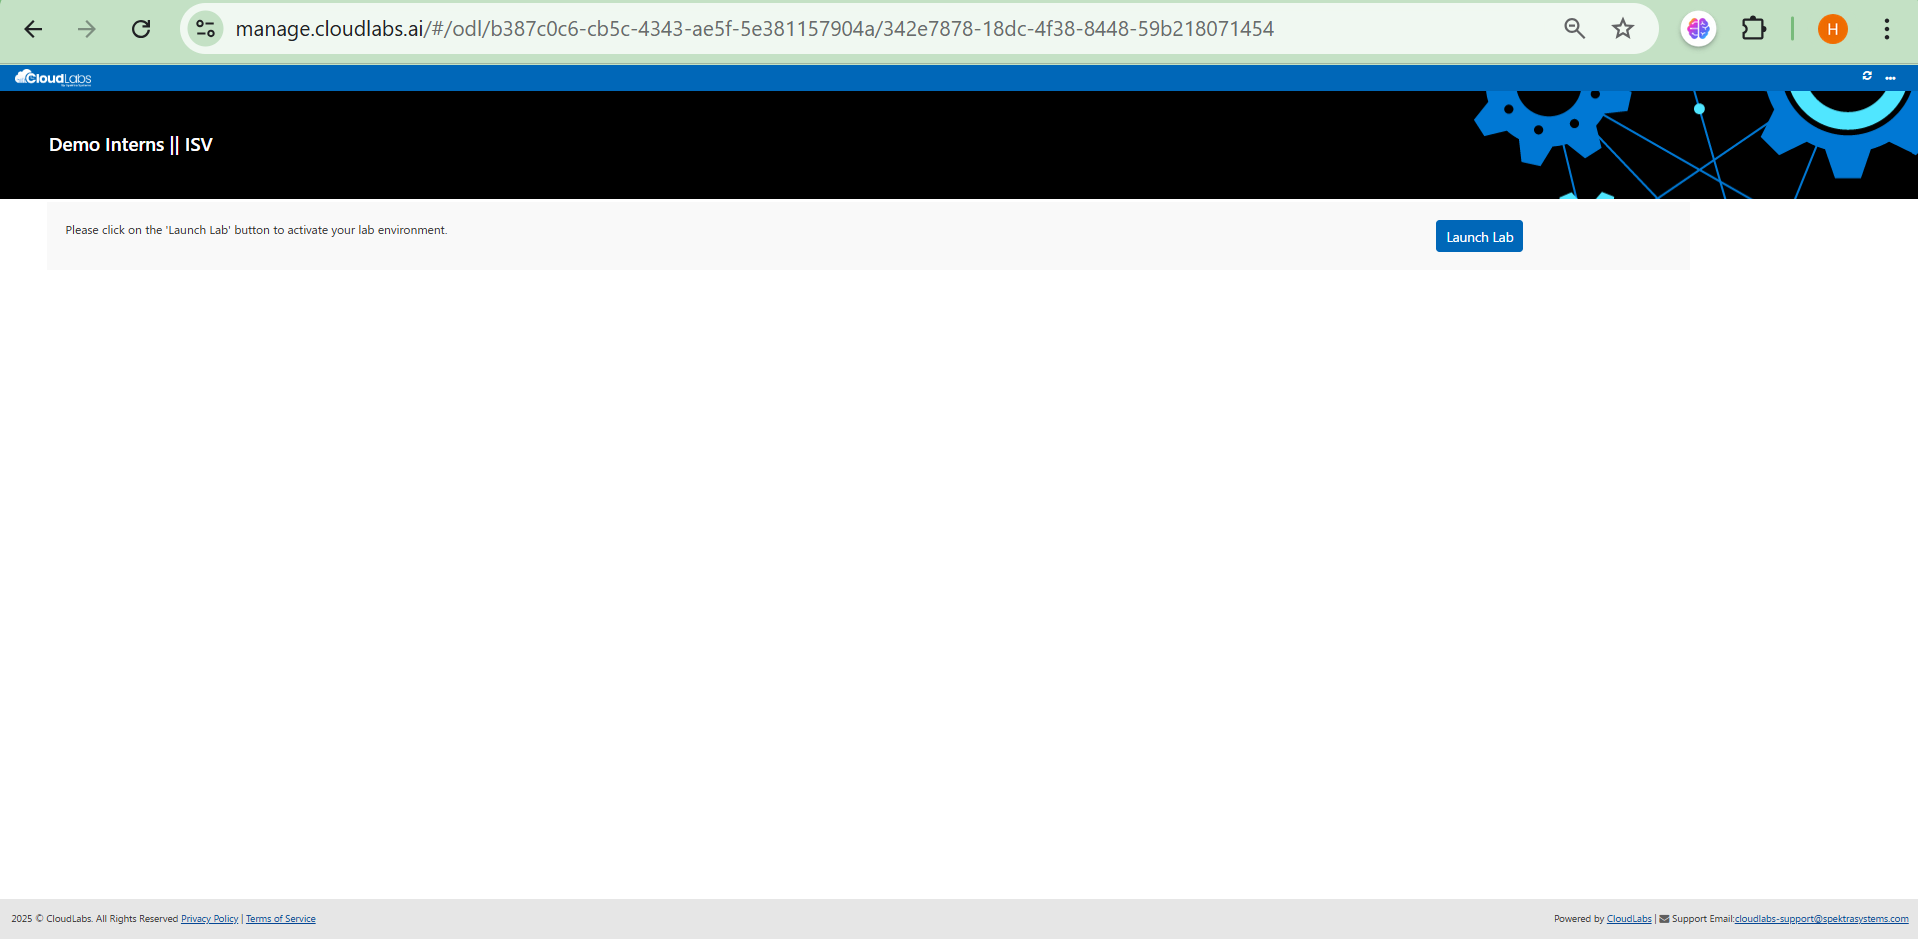 manage.cloudlabs.ai/#/odl/b387c0c6-cb5c-4343-ae5f-5e381157904a/342e7878-18dc-4f38-8448-59b218071454
H
CloudLabs
Demo Interns || ISV
Please click on the 'Launch Lab' button to activate your lab environment.
Launch Lab
2025 © CloudLabs. All Rights Reserved Privacy Policy | Terms of Service
Powered by CloudLabs | Support Email:cloudlabs-support@spektrasystems.com